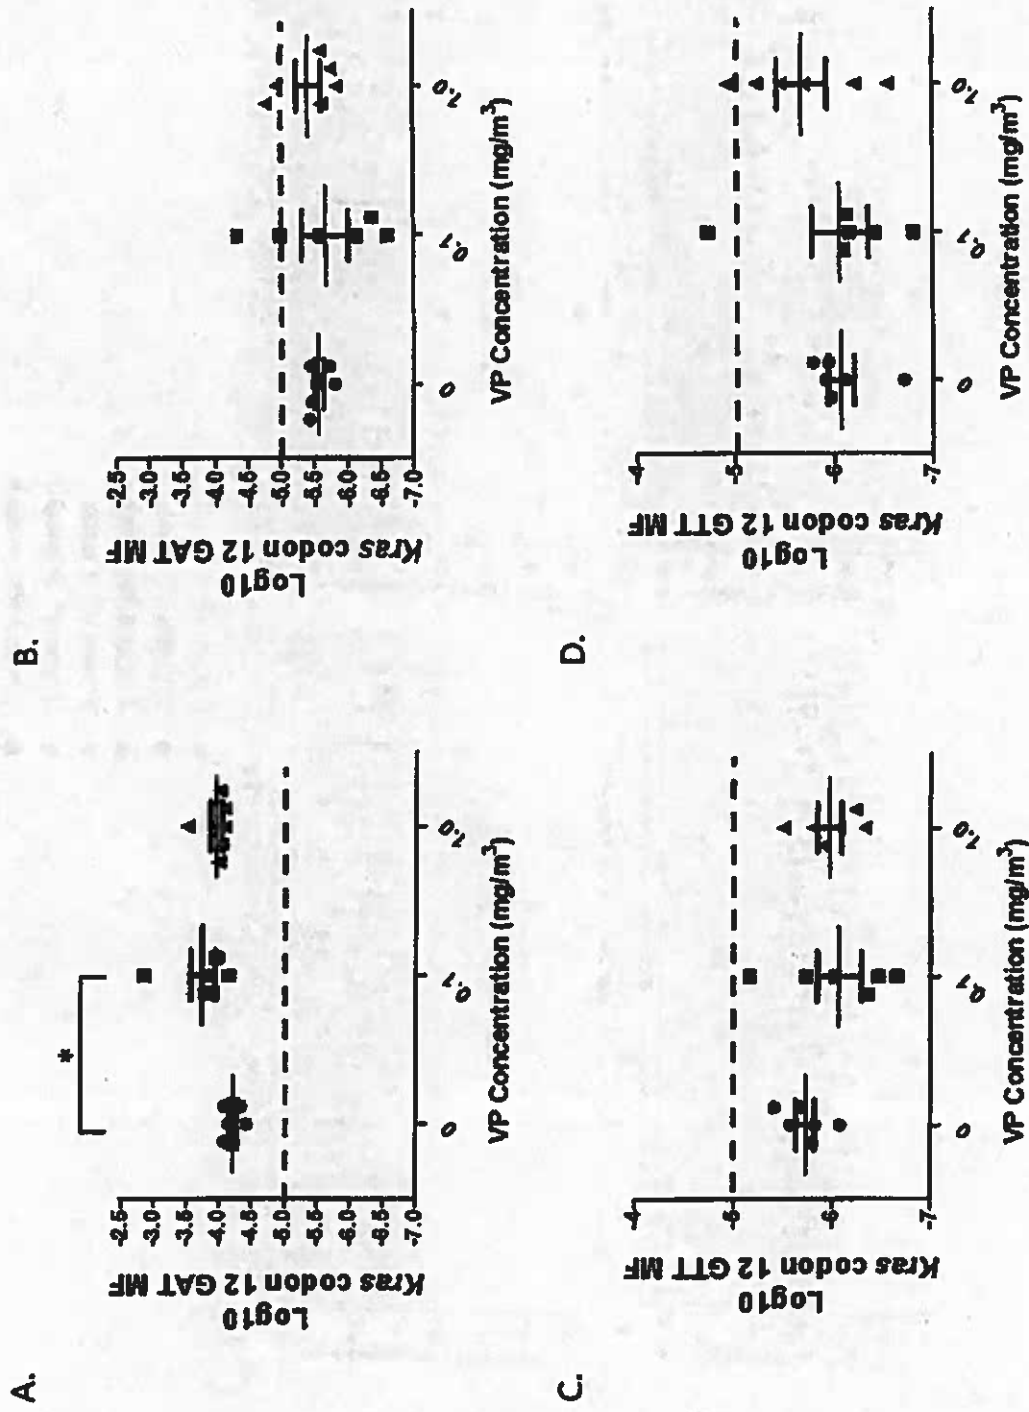 A.
Log10
Kras codon 12 GAT MF
-2.5
-3.0
-3.5
-4.0
-4.5
-5.0
-5.5
-6.0
-6.5
-7.0
*
0
0.1
1.0
VP Concentration (mg/m³)
B.
Log10
Kras codon 12 GAT MF
-2.5
-3.0
-3.5
-4.0
-4.5
-5.0
-5.5
-6.0
-6.5
-7.0
0
0.1
1.0
VP Concentration (mg/m³)
C.
Log10
Kras codon 12 GTT MF
-4
-5
-6
-7
0
0.1
1.0
VP Concentration (mg/m³)
D.
Log10
Kras codon 12 GTT MF
-4
-5
-6
-7
0
0.1
1.0
VP Concentration (mg/m³)